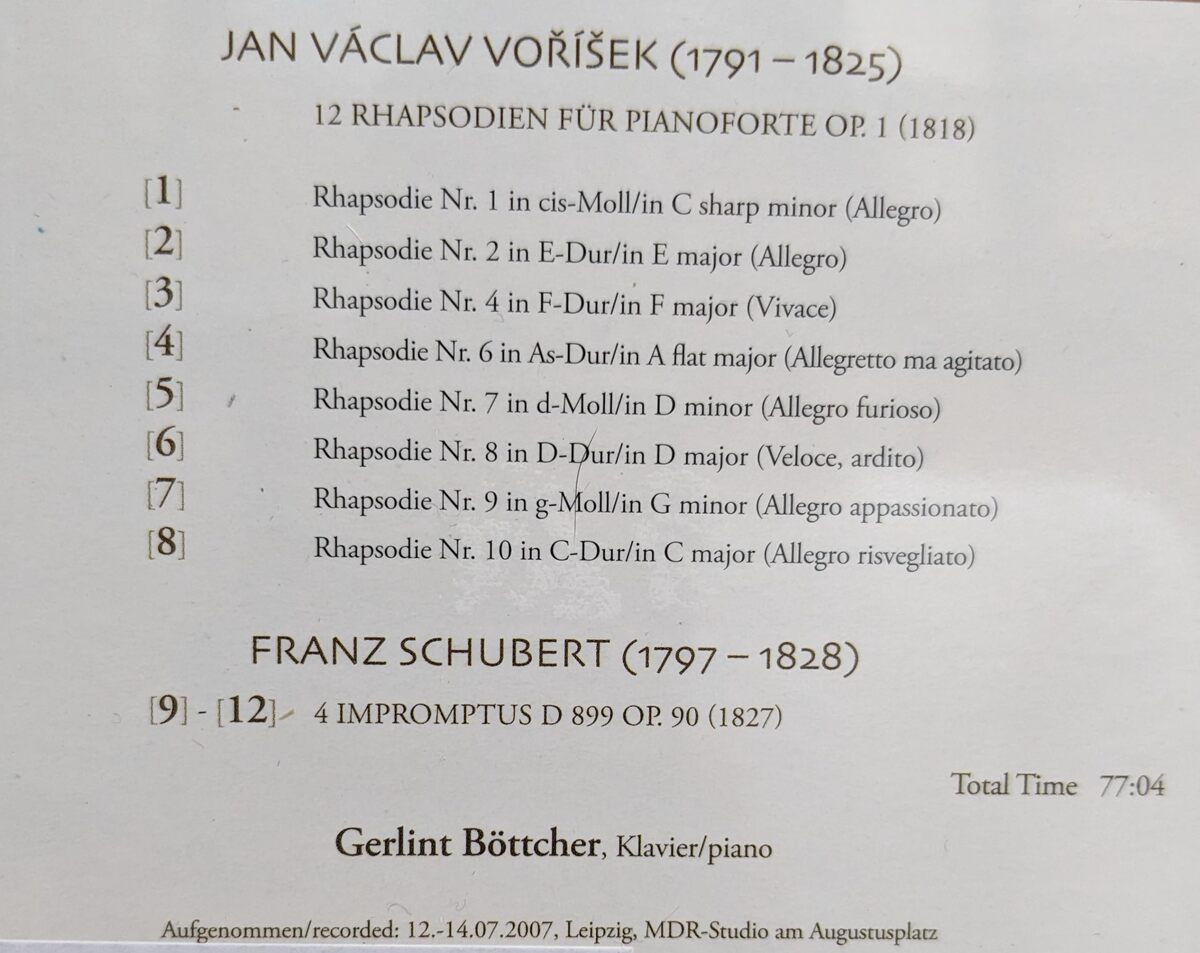 JAN VÁCLAV VOŘÍŠEK (1791 – 1825)
12 RHAPSODIEN FÜR PIANOFORTE OP. 1 (1818)
[1] Rhapsodie Nr. 1 in cis-Moll/in C sharp minor (Allegro)
[2] Rhapsodie Nr. 2 in E-Dur/in E major (Allegro)
[3] Rhapsodie Nr. 4 in F-Dur/in F major (Vivace)
[4] Rhapsodie Nr. 6 in As-Dur/in A flat major (Allegretto ma agitato)
[5] Rhapsodie Nr. 7 in d-Moll/in D minor (Allegro furioso)
[6] Rhapsodie Nr. 8 in D-Dur/in D major (Veloce, ardito)
[7] Rhapsodie Nr. 9 in g-Moll/in G minor (Allegro appassionato)
[8] Rhapsodie Nr. 10 in C-Dur/in C major (Allegro risvegliato)
FRANZ SCHUBERT (1797 – 1828)
[9] - [12] 4 IMPROMPTUS D 899 OP. 90 (1827)
Total Time 77:04
Gerlint Böttcher, Klavier/piano
Aufgenommen/recorded: 12.-14.07.2007, Leipzig, MDR-Studio am Augustusplatz